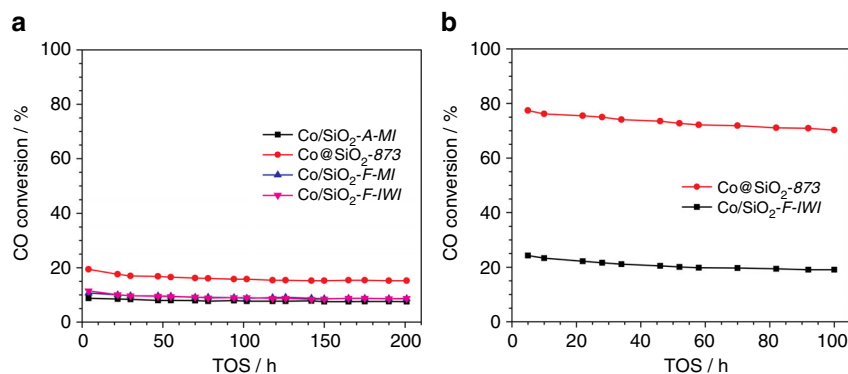 a
CO conversion / %
100
80
60
40
20
0
0
50
100
150
200
TOS / h
Co/SiO₂-A-MI
Co@SiO₂-873
Co/SiO₂-F-MI
Co/SiO₂-F-IWI
b
CO conversion / %
100
80
60
40
20
0
0
20
40
60
80
100
TOS / h
Co@SiO₂-873
Co/SiO₂-F-IWI